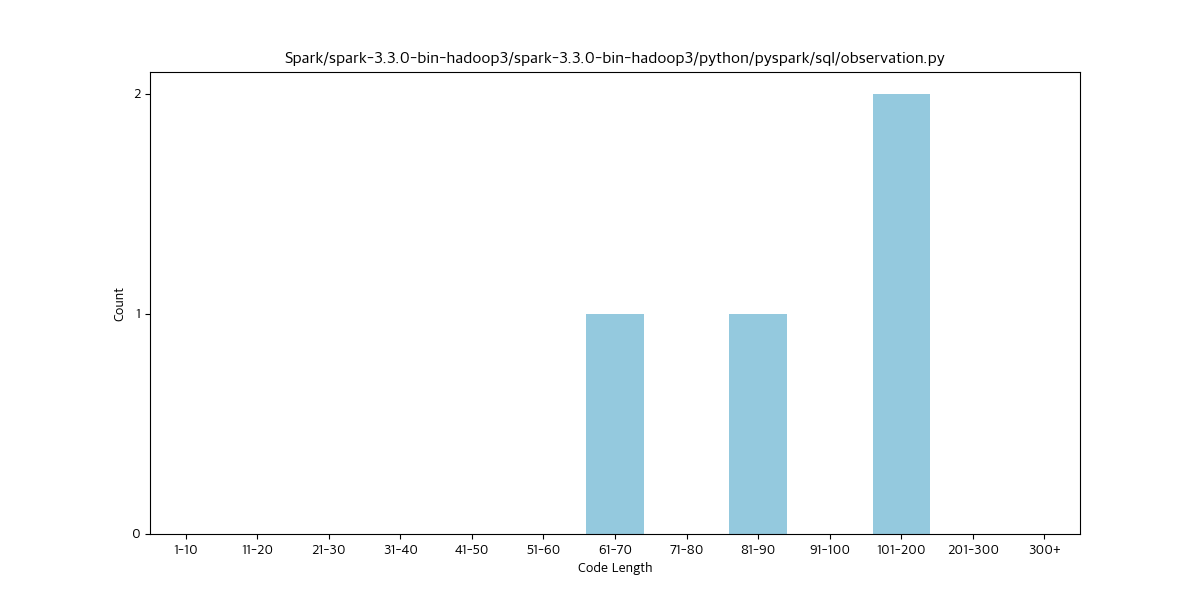 Spark/spark-3.3.0-bin-hadoop3/spark-3.3.0-bin-hadoop3/python/pyspark/sql/observation.py
2
1
0
Count
1-10 11-20 21-30 31-40 41-50 51-60 61-70 71-80 81-90 91-100 101-200 201-300 300+
Code Length